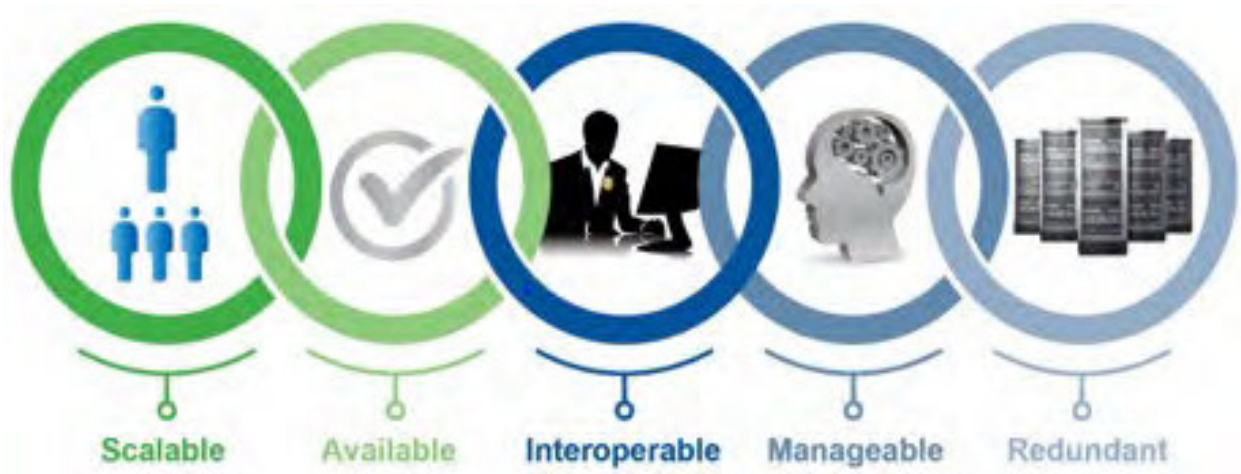 Scalable
Available
Interoperable
Manageable
Redundant